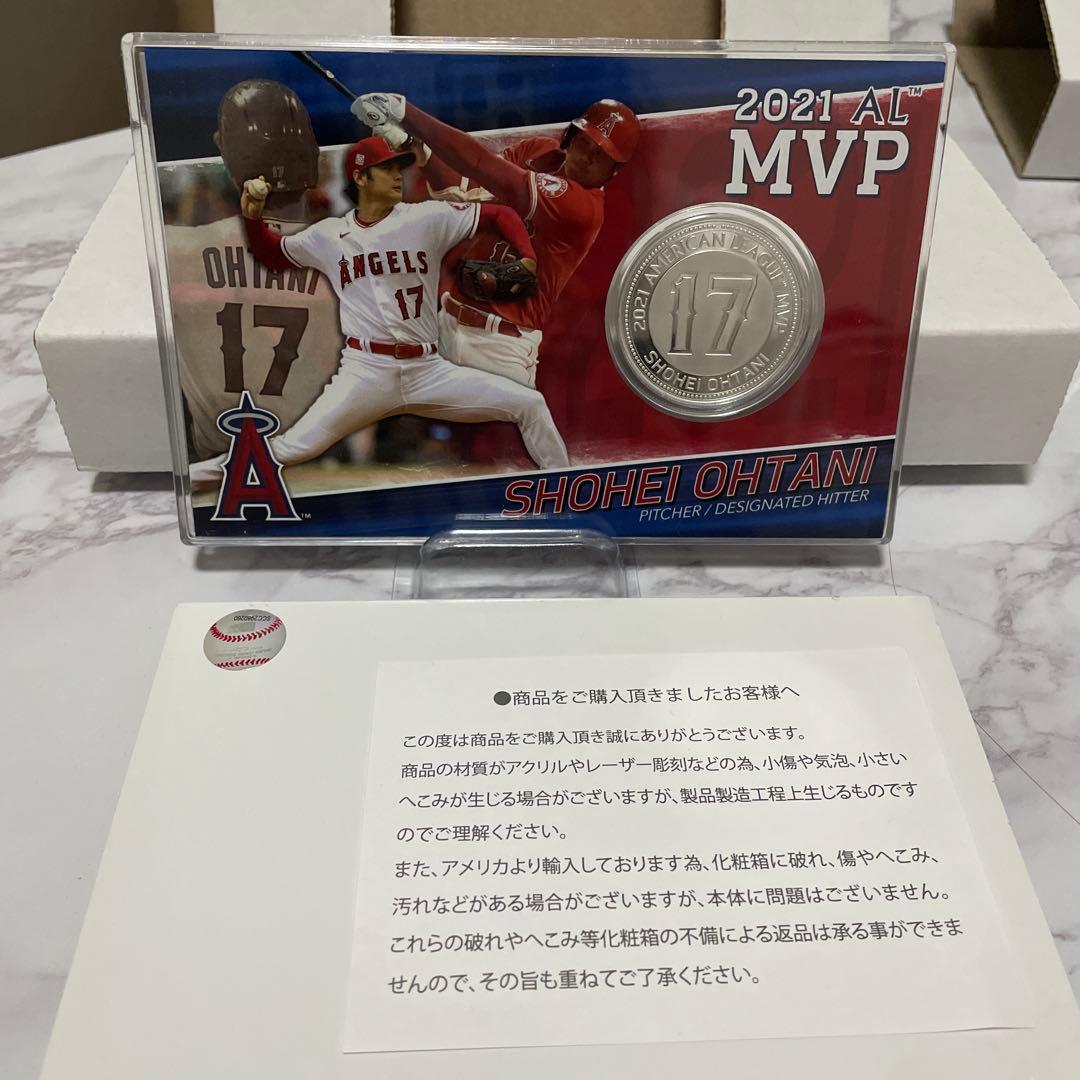 2021 AL™
MVP
17
OHTANI
17
ANGELS
17
2021 AMERICAN LEAGUE MVP
17
SHOHEI OHTANI
A™
SHOHEI OHTANI
PITCHER / DESIGNATED HITTER
SCC2980260
●商品をご購入頂きましたお客様へ
この度は商品をご購入頂き誠にありがとうございます。
商品の材質がアクリルやレーザー彫刻などの為、小傷や気泡、小さい
へこみが生じる場合がございますが、製品製造工程上生じるものです
のでご理解ください。
また、アメリカより輸入しております為、化粧箱に破れ、傷やへこみ、
汚れなどがある場合がございますが、本体に問題はございません。
これらの破れやへこみ等化粧箱の不備による返品は承る事ができま
せんので、その旨も重ねてご了承ください。